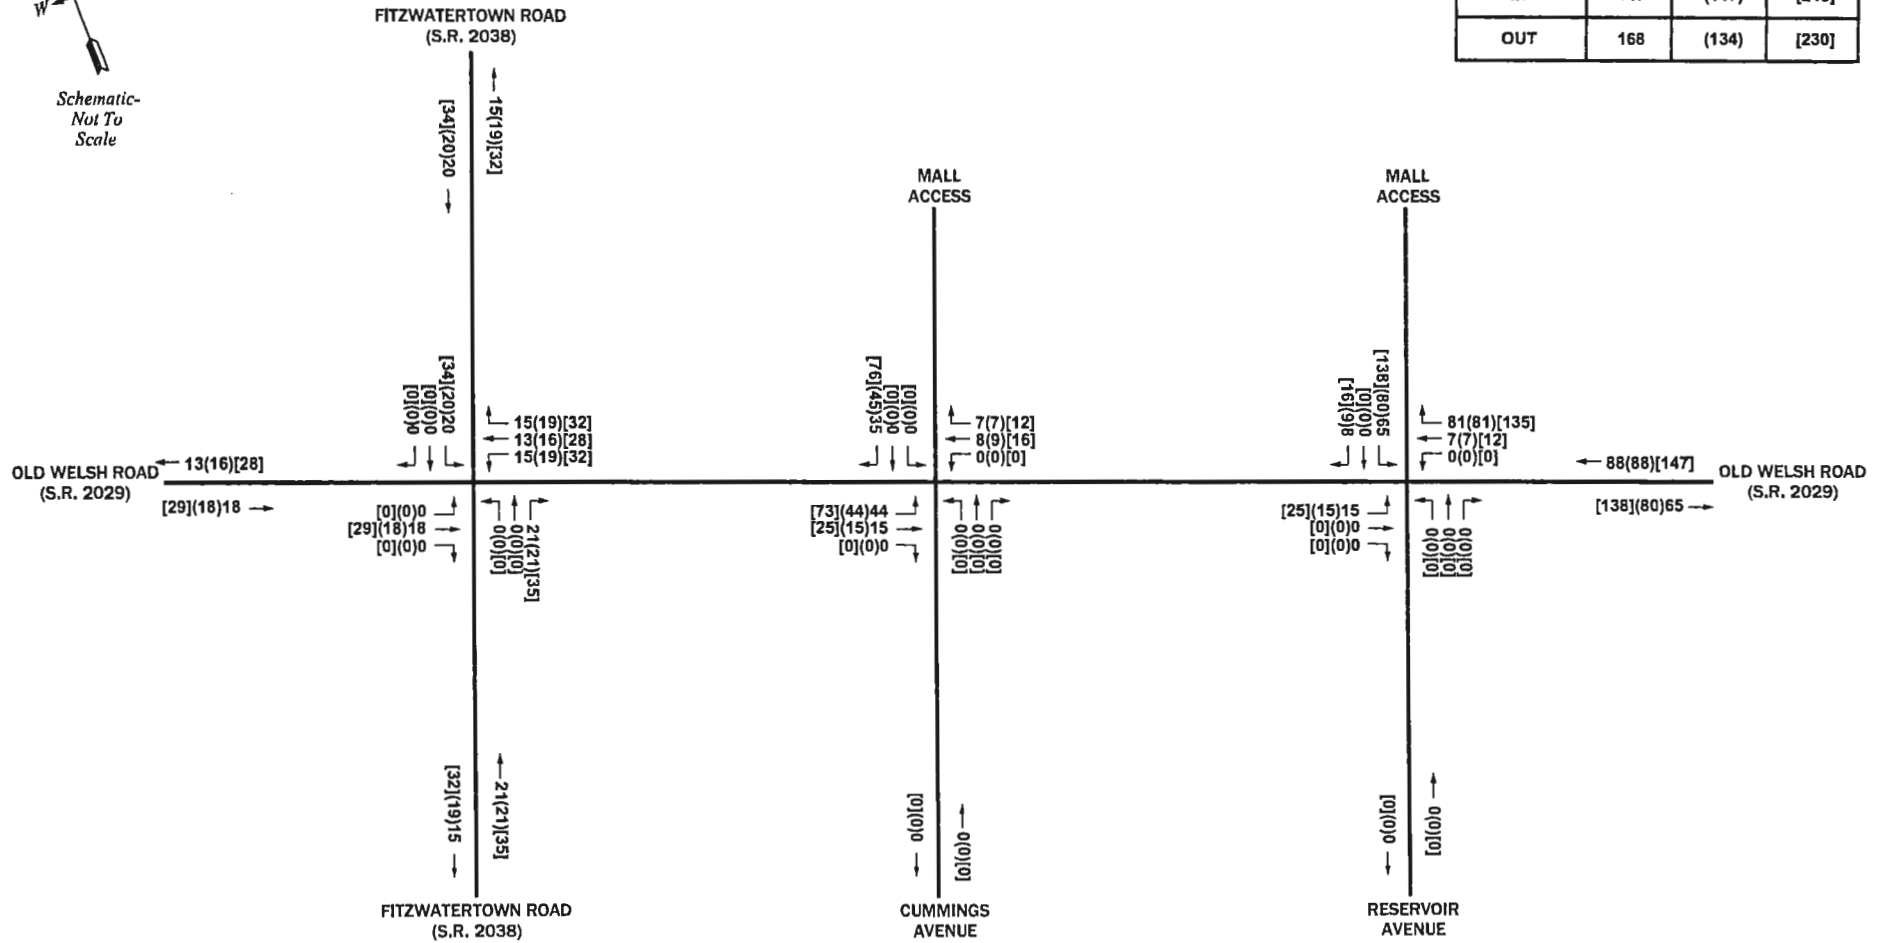 W
Schematic-
Not To
Scale
FITZWATERTOWN ROAD
(S.R. 2038)
OUT 168 (134) [230]
[34](20)20
15(19)[32]
MALL
ACCESS
MALL
ACCESS
[0](0)0
[0](0)0
[34](20)20
15(19)[32]
13(16)[28]
15(19)[32]
[76](45)35
[0](0)0
[0](0)0
7(7)[12]
8(9)[16]
0(0)[0]
[16](9)8
[0](0)0
[138](80)65
81(81)[135]
7(7)[12]
0(0)[0]
OLD WELSH ROAD
(S.R. 2029)
13(16)[28]
[29](18)18
88(88)[147]
[138](80)65
OLD WELSH ROAD
(S.R. 2029)
[0](0)0
[29](18)18
[0](0)0
0(0)[0]
0(0)[0]
21(21)[35]
[73](44)44
[25](15)15
[0](0)0
0(0)[0]
0(0)[0]
0(0)[0]
[25](15)15
[0](0)0
[0](0)0
0(0)[0]
0(0)[0]
0(0)[0]
[32](19)15
21(21)[35]
[0](0)0
0(0)[0]
[0](0)0
0(0)[0]
FITZWATERTOWN ROAD
(S.R. 2038)
CUMMINGS
AVENUE
RESERVOIR
AVENUE